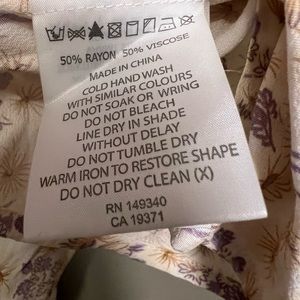 50% RAYON 50% VISCOSE
MADE IN CHINA
COLD HAND WASH
WITH SIMILAR COLOURS
DO NOT SOAK OR WRING
DO NOT BLEACH
LINE DRY IN SHADE
WITHOUT DELAY
DO NOT TUMBLE DRY
WARM IRON TO RESTORE SHAPE
DO NOT DRY CLEAN (X)
RN 149340
CA 19371